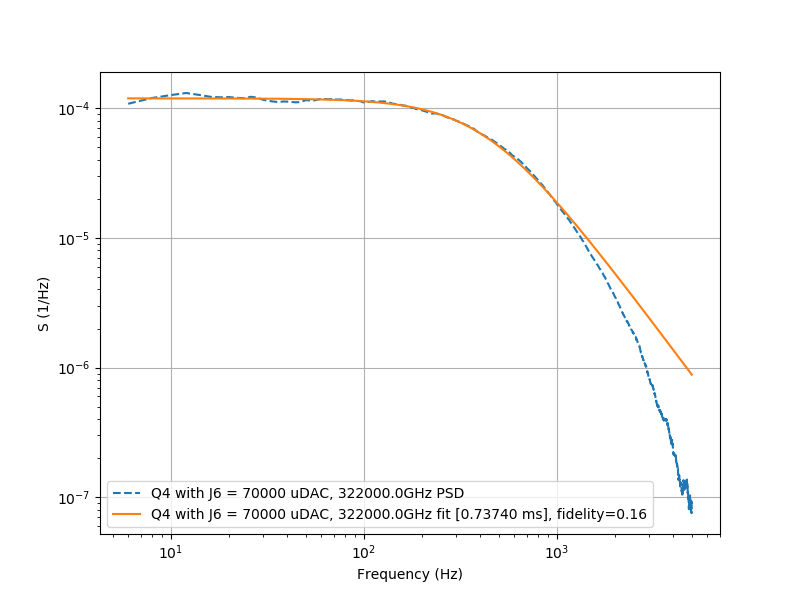 10⁻⁴
10⁻⁵
10⁻⁶
10⁻⁷
S (1/Hz)
Q4 with J6 = 70000 uDAC, 322000.0GHz PSD
Q4 with J6 = 70000 uDAC, 322000.0GHz fit [0.73740 ms], fidelity=0.16
10¹ 10² 10³
Frequency (Hz)